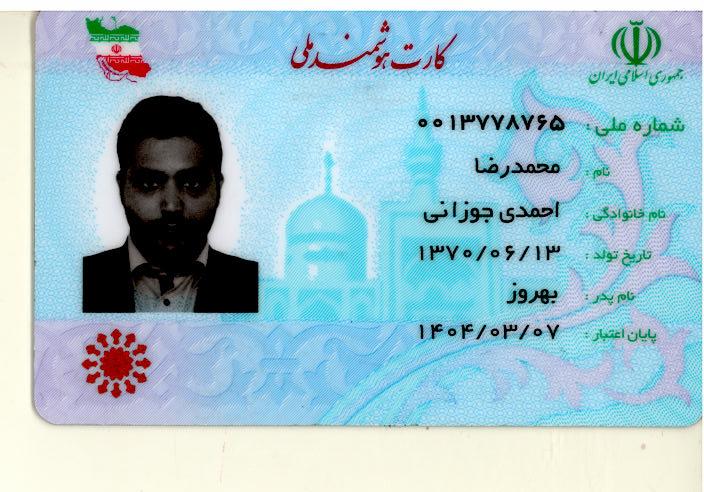 کارت هوشمند ملی
جمهوری اسلامی ایران
شماره ملی : ۰۰۱۳۷۷۸۷۶۵
نام : محمدرضا
نام خانوادگی : احمدی جوزانی
تاریخ تولد : ۱۳۷۰/۰۶/۱۳
نام پدر : بهروز
پایان اعتبار : ۱۴۰۴/۰۳/۰۷